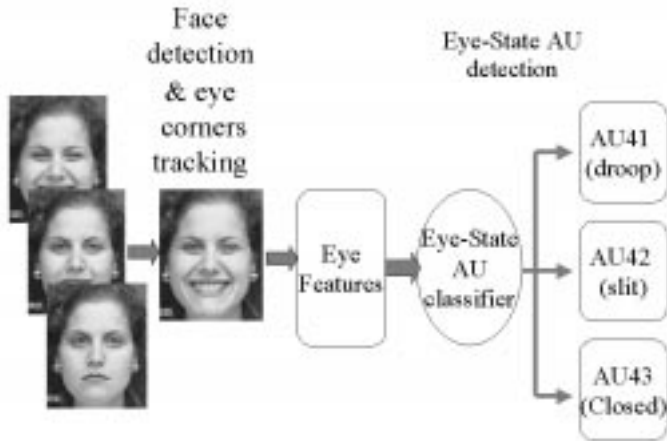 Face
detection
& eye
corners
tracking
Eye-State AU
detection
Eye
Features
Eye-State
AU
classifier
AU41
(droop)
AU42
(slit)
AU43
(Closed)